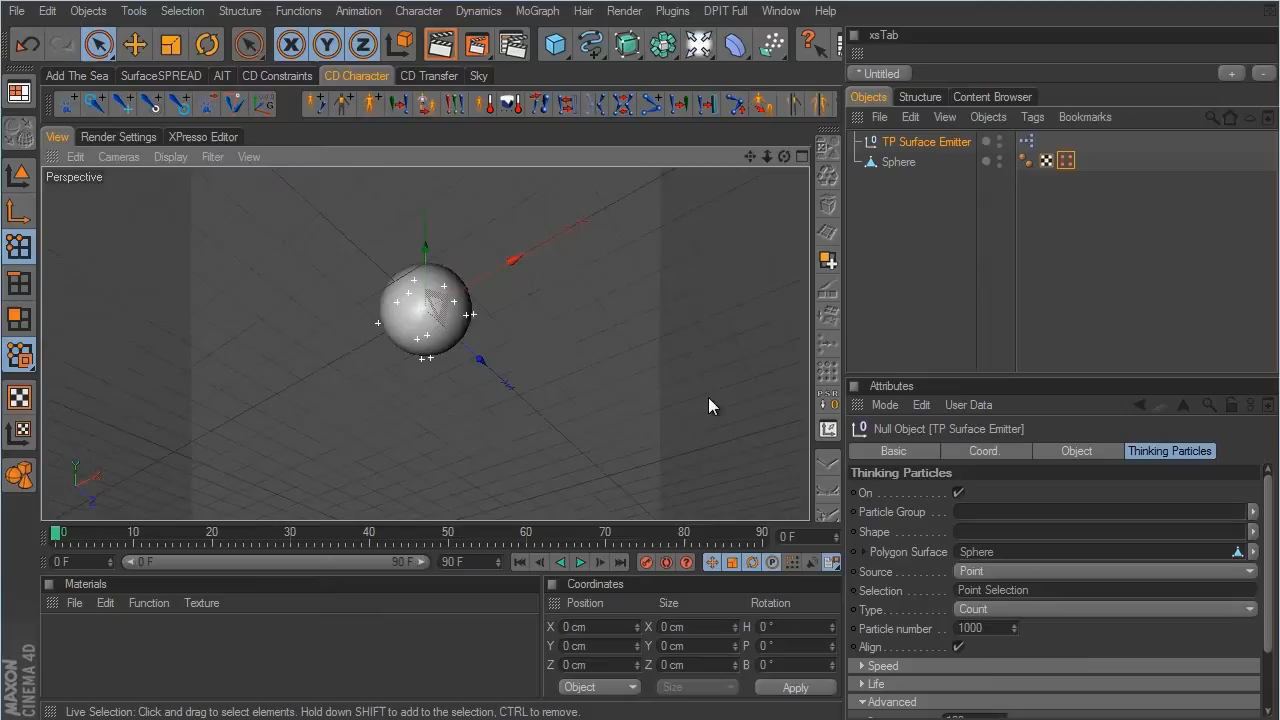 File Edit Objects Tools Selection Structure Functions Animation Character Dynamics MoGraph Hair Render Plugins DPIT Full Window Help
xsTab
* Untitled + -
Add The Sea SurfaceSPREAD AIT CD Constraints CD Character CD Transfer Sky
Objects Structure Content Browser
File Edit View Objects Tags Bookmarks
View Render Settings XPresso Editor
Edit Cameras Display Filter View
TP Surface Emitter
Sphere
Perspective
Attributes
Mode Edit User Data
P S R
0
Null Object [TP Surface Emitter]
Basic Coord. Object Thinking Particles
Thinking Particles
On
Particle Group
Shape
Polygon Surface Sphere
Source Point
Selection Point Selection
Type Count
Particle number 1000
Align
Speed
Life
Advanced
Y
X
Z
0 10 20 30 40 50 60 70 80 90 0 F
0 F 0 F 90 F 90 F
Materials
File Edit Function Texture
Coordinates
Position Size Rotation
X 0 cm X 0 cm H 0 °
Y 0 cm Y 0 cm P 0 °
Z 0 cm Z 0 cm B 0 °
Object Size Apply
MAXON
CINEMA 4D
Live Selection: Click and drag to select elements. Hold down SHIFT to add to the selection, CTRL to remove.